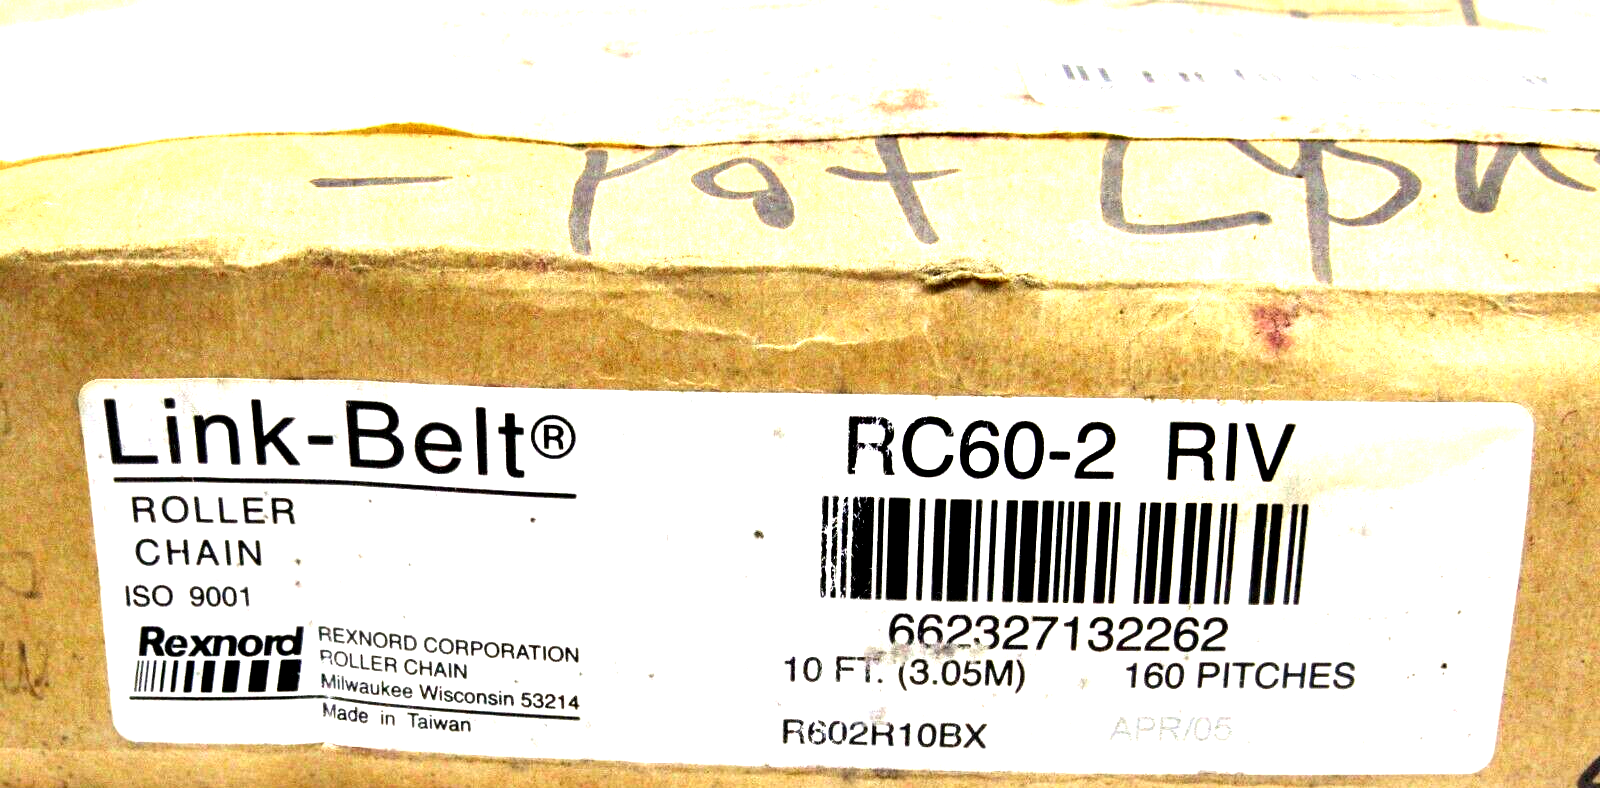 Link-Belt®
ROLLER
CHAIN
ISO 9001
Rexnord
REXNORD CORPORATION
ROLLER CHAIN
Milwaukee Wisconsin 53214
Made in Taiwan
RC60-2 RIV
662327132262
10 FT. (3.05M) 160 PITCHES
R602R10BX
APR/05